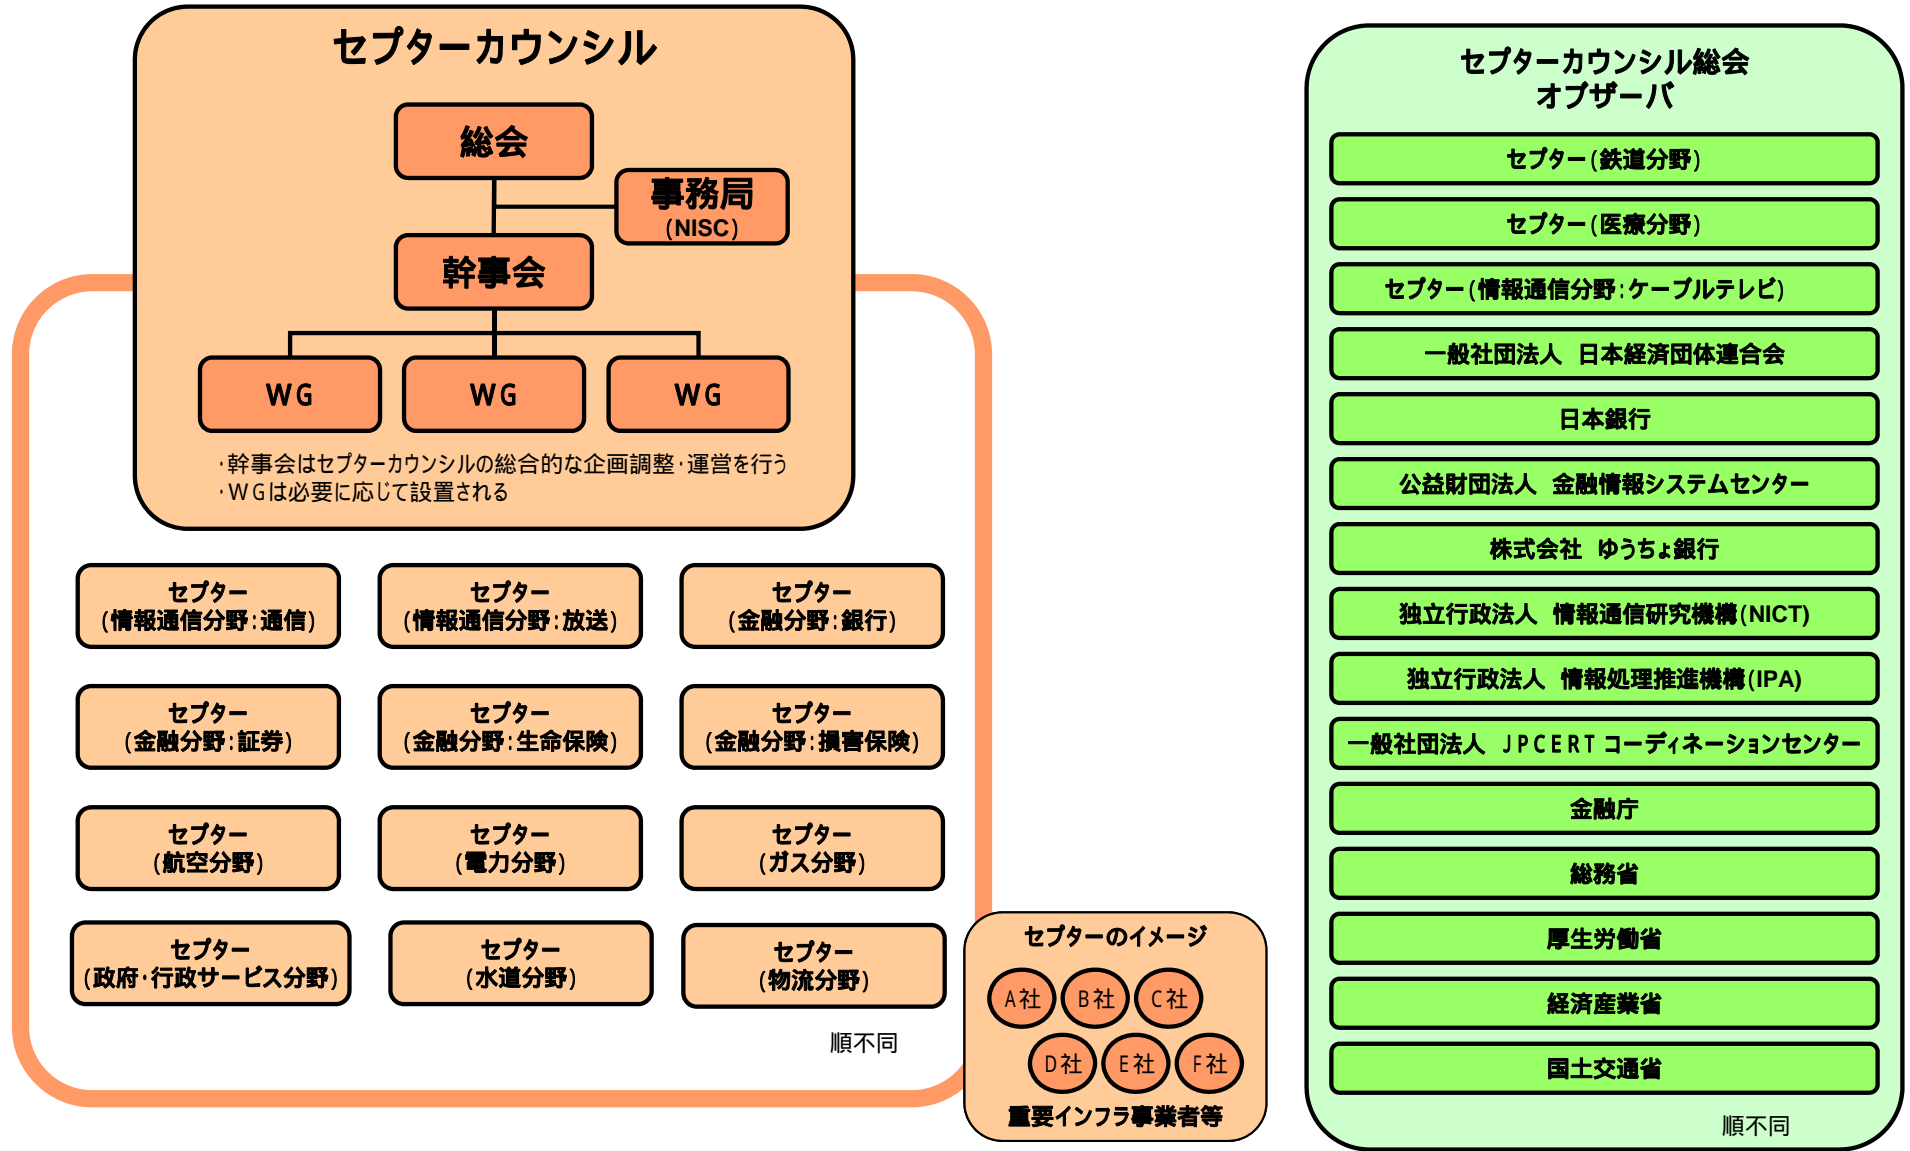 セプターカウンシル
総会
事務局
(NISC)
幹事会
WG
WG
WG
・幹事会はセプターカウンシルの総合的な企画調整・運営を行う
・WGは必要に応じて設置される
セプター
(情報通信分野:通信)
セプター
(情報通信分野:放送)
セプター
(金融分野:銀行)
セプター
(金融分野:証券)
セプター
(金融分野:生命保険)
セプター
(金融分野:損害保険)
セプター
(航空分野)
セプター
(電力分野)
セプター
(ガス分野)
セプター
(政府・行政サービス分野)
セプター
(水道分野)
セプター
(物流分野)
順不同
セプターのイメージ
A社
B社
C社
D社
E社
F社
重要インフラ事業者等
セプターカウンシル総会
オブザーバ
セプター(鉄道分野)
セプター(医療分野)
セプター(情報通信分野:ケーブルテレビ)
一般社団法人 日本経済団体連合会
日本銀行
公益財団法人 金融情報システムセンター
株式会社 ゆうちょ銀行
独立行政法人 情報通信研究機構(NICT)
独立行政法人 情報処理推進機構(IPA)
一般社団法人 JPCERTコーディネーションセンター
金融庁
総務省
厚生労働省
経済産業省
国土交通省
順不同